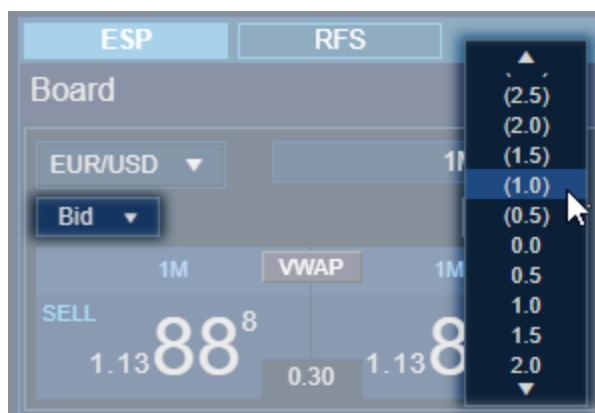 ESP RFS
Board
EUR/USD
Bid
1M VWAP 1M
SELL
1.13 88 8
0.30
1.13
(2.5)
(2.0)
(1.5)
(1.0)
(0.5)
0.0
0.5
1.0
1.5
2.0